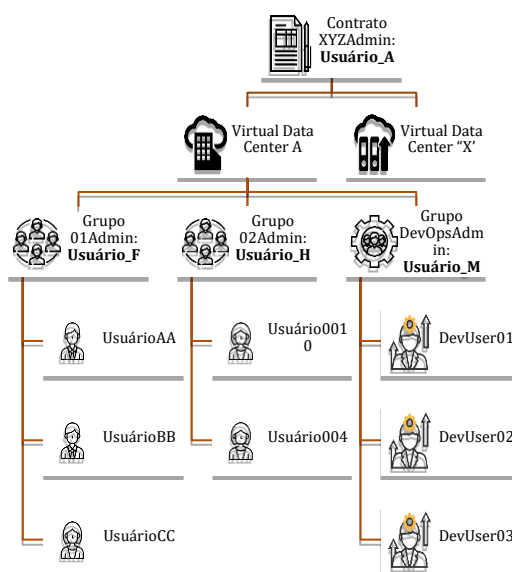 Contrato
XYZAdmin:
Usuário_A
Virtual Data
Center A
Virtual Data
Center “X’
Grupo
01Admin:
Usuário_F
Grupo
02Admin:
Usuário_H
Grupo
DevOpsAdm
in:
Usuário_M
UsuárioAA
Usuário001
0
DevUser01
UsuárioBB
Usuário004
DevUser02
UsuárioCC
DevUser03